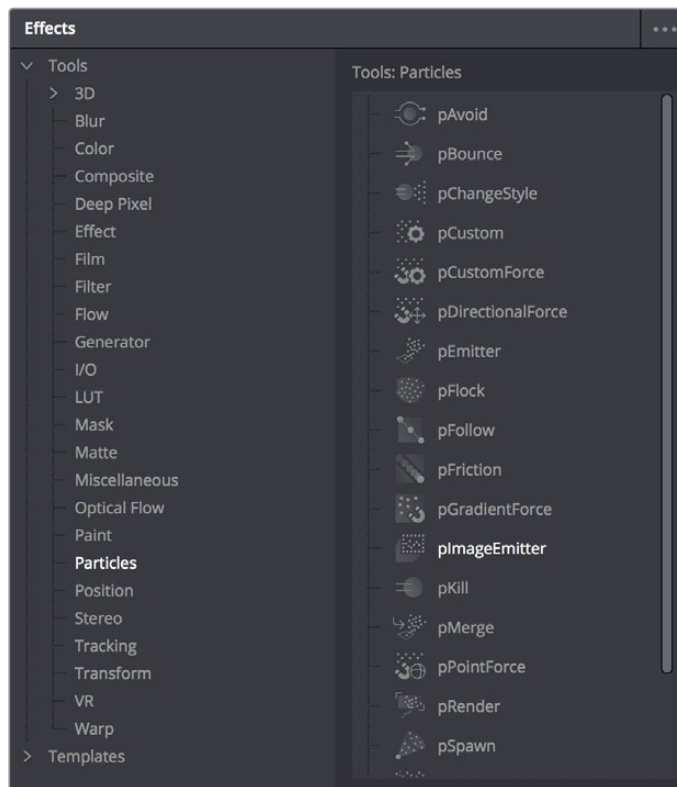 Effects
Tools
3D
Blur
Color
Composite
Deep Pixel
Effect
Film
Filter
Flow
Generator
I/O
LUT
Mask
Matte
Miscellaneous
Optical Flow
Paint
Particles
Position
Stereo
Tracking
Transform
VR
Warp
Templates
Tools: Particles
pAvoid
pBounce
pChangeStyle
pCustom
pCustomForce
pDirectionalForce
pEmitter
pFlock
pFollow
pFriction
pGradientForce
pImageEmitter
pKill
pMerge
pPointForce
pRender
pSpawn